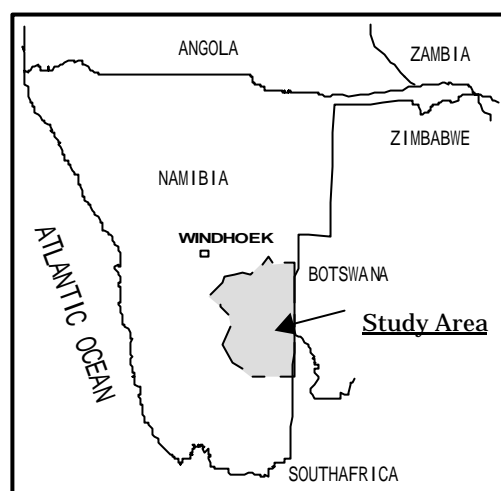 ANGOLA
ZAMBIA
ZIMBABWE
NAMIBIA
WINDHOEK
BOTSWANA
ATLANTIC OCEAN
Study Area
SOUTHAFRICA